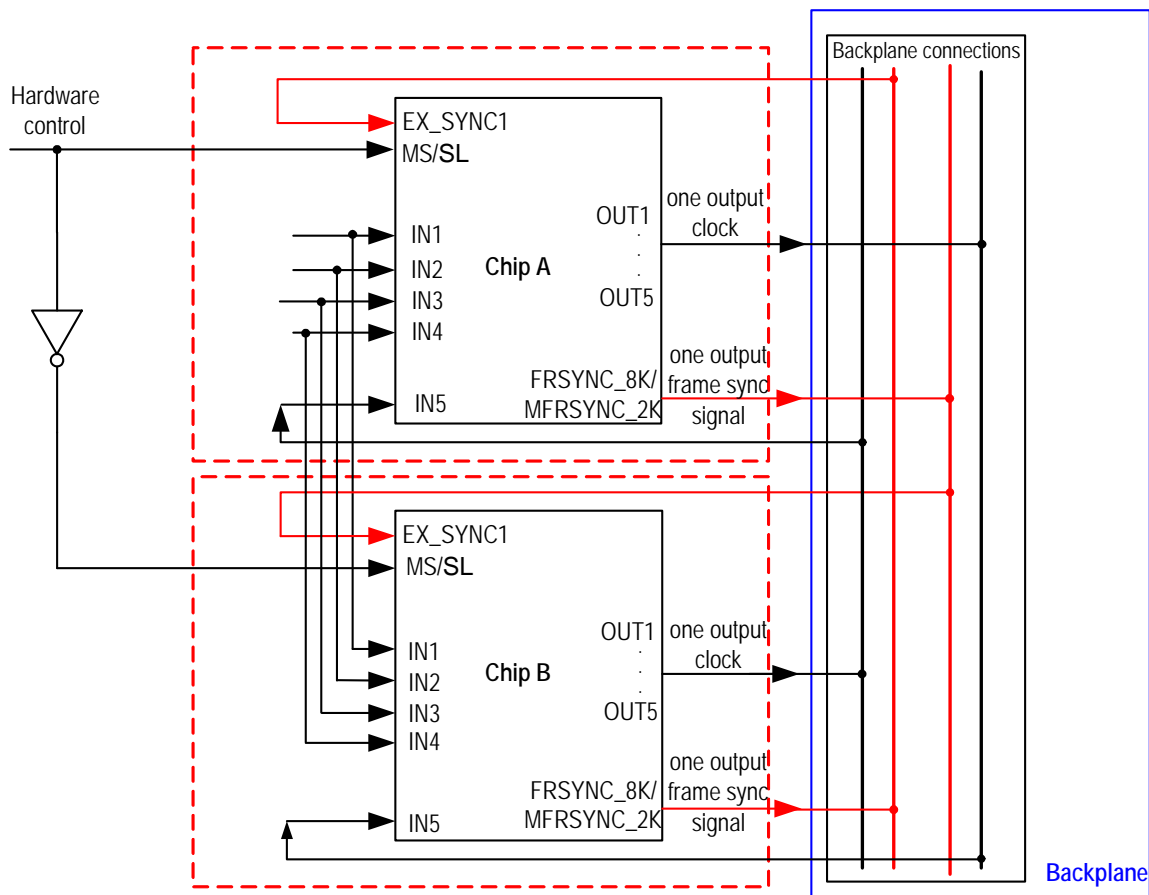 Backplane connections
Hardware
control
EX_SYNC1
MS/SL
one output
clock
OUT1
.
.
.
OUT5
IN1
IN2
IN3
IN4
Chip A
one output
frame sync
signal
FRSYNC_8K/
MFRSYNC_2K
IN5
EX_SYNC1
MS/SL
one output
clock
OUT1
.
.
.
OUT5
IN1
IN2
IN3
IN4
Chip B
one output
frame sync
signal
FRSYNC_8K/
MFRSYNC_2K
IN5
Backplane